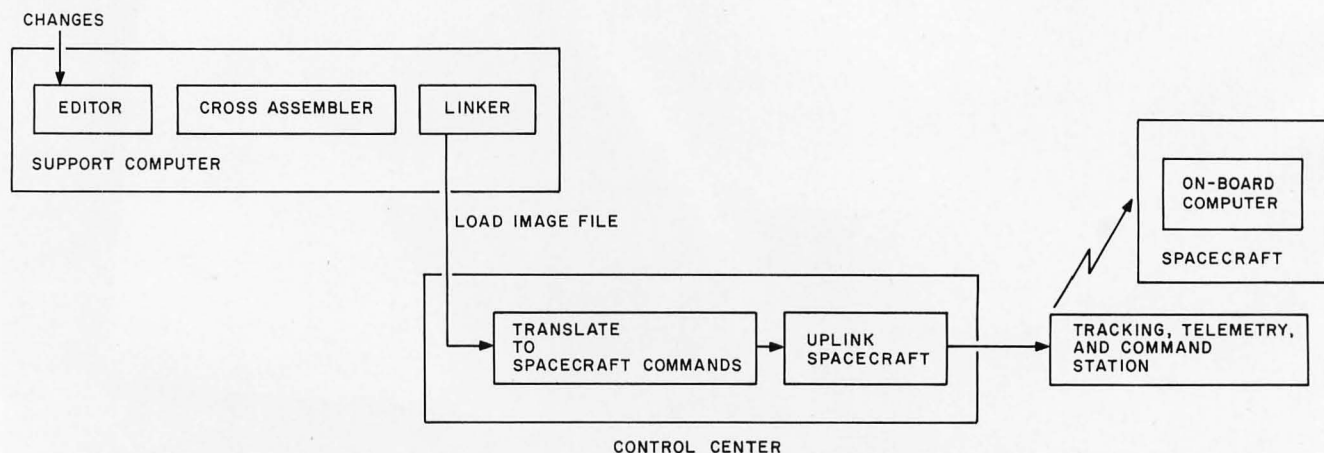 CHANGES
EDITOR
CROSS ASSEMBLER
LINKER
SUPPORT COMPUTER
LOAD IMAGE FILE
TRANSLATE
TO
SPACECRAFT COMMANDS
UPLINK
SPACECRAFT
CONTROL CENTER
ON-BOARD
COMPUTER
SPACECRAFT
TRACKING, TELEMETRY,
AND COMMAND
STATION